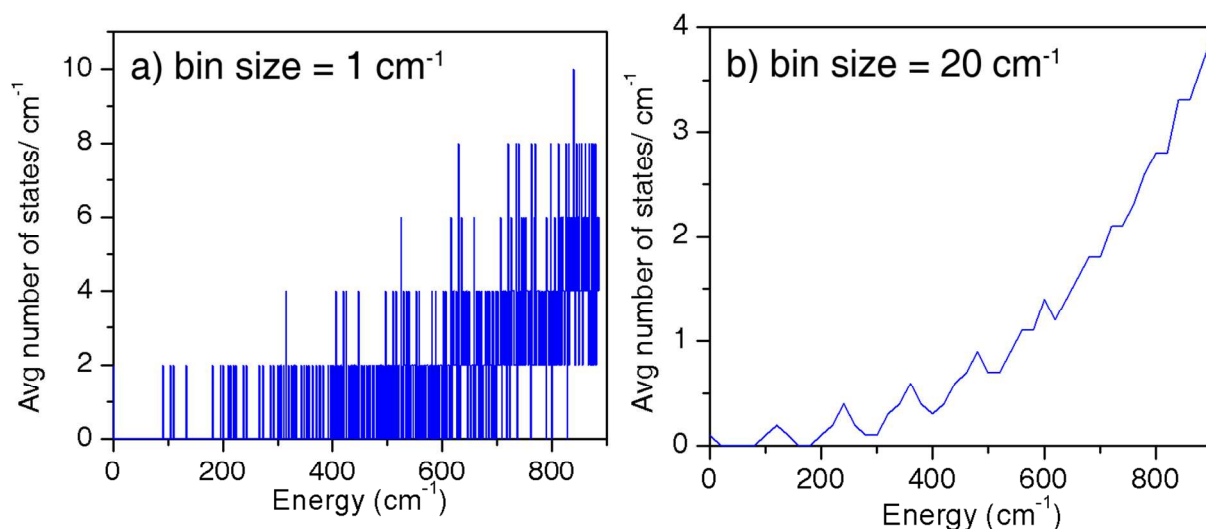 a) bin size = 1 cm⁻¹
Avg number of states/ cm⁻¹
10
8
6
4
2
0
0 200 400 600 800
Energy (cm⁻¹)
b) bin size = 20 cm⁻¹
Avg number of states/ cm⁻¹
4
3
2
1
0
0 200 400 600 800
Energy (cm⁻¹)